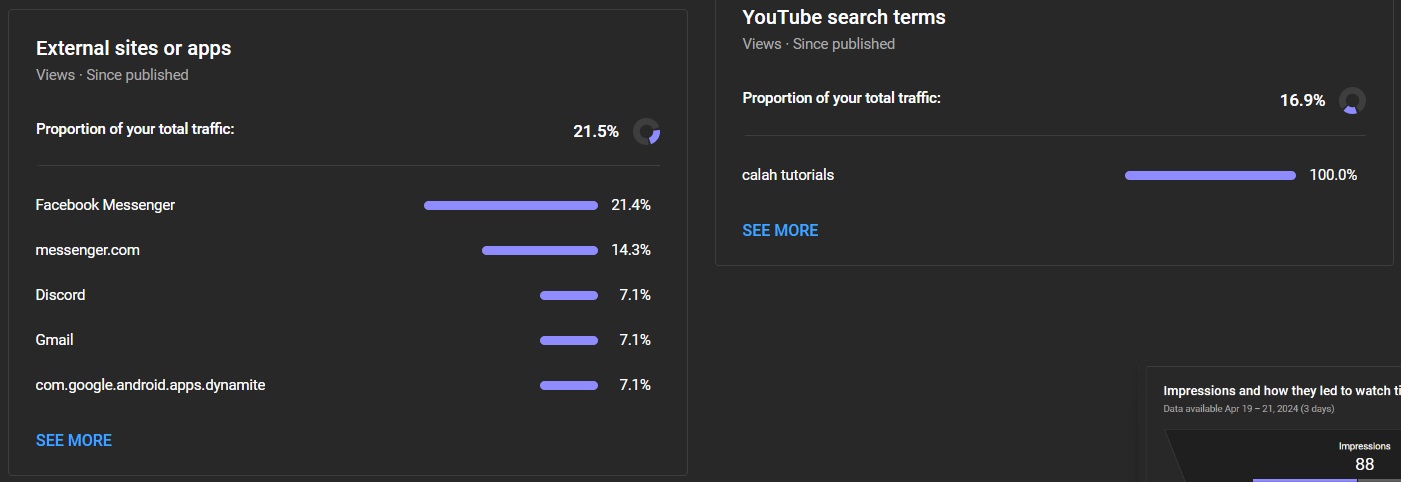 External sites or apps
Views · Since published
Proportion of your total traffic:
21.5%
Facebook Messenger 21.4%
messenger.com 14.3%
Discord 7.1%
Gmail 7.1%
com.google.android.apps.dynamite 7.1%
SEE MORE
YouTube search terms
Views · Since published
Proportion of your total traffic:
16.9%
calah tutorials 100.0%
SEE MORE
Impressions and how they led to watch ti
Data available Apr 19 – 21, 2024 (3 days)
Impressions
88